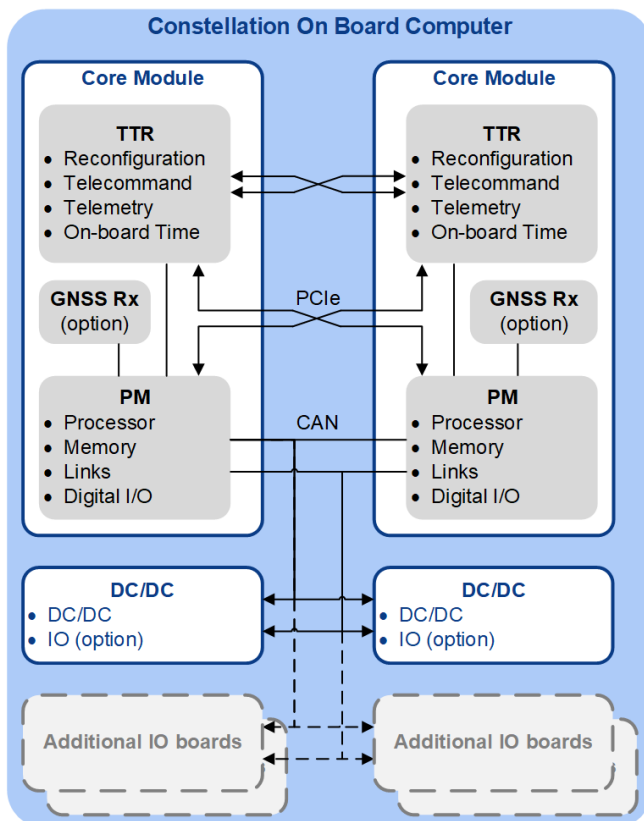 Constellation On Board Computer
Core Module
TTR
• Reconfiguration
• Telecommand
• Telemetry
• On-board Time
GNSS Rx
(option)
PM
• Processor
• Memory
• Links
• Digital I/O
PCIe
CAN
Core Module
TTR
• Reconfiguration
• Telecommand
• Telemetry
• On-board Time
GNSS Rx
(option)
PM
• Processor
• Memory
• Links
• Digital I/O
DC/DC
• DC/DC
• IO (option)
DC/DC
• DC/DC
• IO (option)
Additional IO boards
Additional IO boards